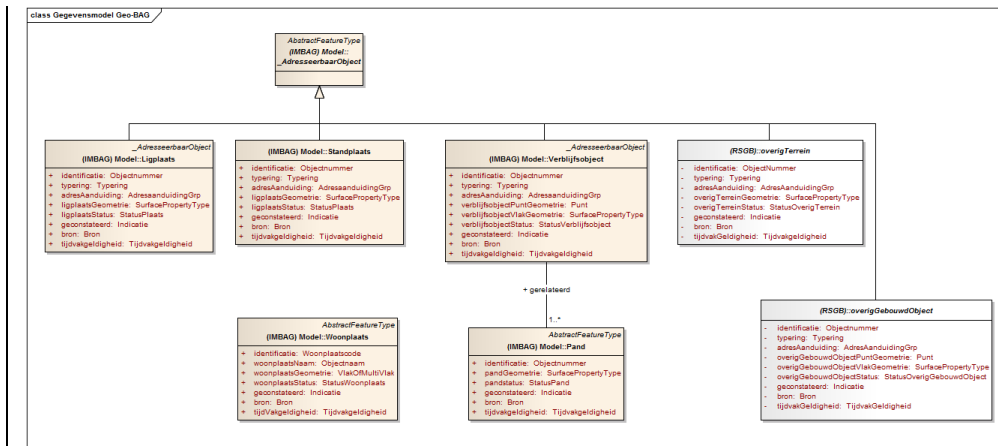 class Gegevensmodel Geo-BAG
AbstractFeatureType
(IMBAG) Model::
_AdresseerbaarObject
_AdresseerbaarObject
(IMBAG) Model::Ligplaats
+ identificatie: Objectnummer
+ typering: Typering
+ adresAanduiding: AdresaanduidingGrp
+ ligplaatsGeometrie: SurfacePropertyType
+ ligplaatsStatus: StatusPlaats
+ geconstateerd: Indicatie
+ bron: Bron
+ tijdvakgeldigheid: Tijdvakgeldigheid
(IMBAG) Model::Standplaats
+ identificatie: Objectnummer
+ typering: Typering
+ adresAanduiding: AdresaanduidingGrp
+ ligplaatsGeometrie: SurfacePropertyType
+ ligplaatsStatus: StatusPlaats
+ geconstateerd: Indicatie
+ bron: Bron
+ tijdvakgeldigheid: Tijdvakgeldigheid
_AdresseerbaarObject
(IMBAG) Model::Verblijfsobject
+ identificatie: Objectnummer
+ typering: Typering
+ adresAanduiding: AdresaanduidingGrp
+ verblijfsobjectPuntGeometrie: Punt
+ verblijfsobjectVlakGeometrie: SurfacePropertyType
+ verblijfsobjectStatus: StatusVerblijfsobject
+ geconstateerd: Indicatie
+ bron: Bron
+ tijdvakgeldigheid: Tijdvakgeldigheid
(RSGB)::overigTerrein
- identificatie: ObjectNummer
- typering: Typering
- adresAanduiding: AdresAanduidingGrp
- overigTerreinGeometrie: SurfacePropertyType
- overigTerreinStatus: StatusOverigTerrein
- geconstateerd: Indicatie
- bron: Bron
- tijdvakGeldigheid: Tijdvakgeldigheid
+ gerelateerd
1..*
(RSGB)::overigGebouwdObject
- identificatie: Objectnummer
- typering: Typering
- adresAanduiding: AdresAanduidingGrp
- overigGebouwdObjectPuntGeometrie: Punt
- overigGebouwdObjectVlakGeometrie: SurfacePropertyType
- overigGebouwdObjectStatus: StatusOverigGebouwdObject
- geconstateerd: Indicatie
- bron: Bron
- tijdvakGeldigheid: TijdvakGeldigheid
AbstractFeatureType
(IMBAG) Model::Woonplaats
+ identificatie: Woonplaatscode
+ woonplaatsNaam: Objectnaam
+ woonplaatsGeometrie: VlakOfMultiVlak
+ woonplaatsStatus: StatusWoonplaats
+ geconstateerd: Indicatie
+ bron: Bron
+ tijdVakgeldigheid: Tijdvakgeldigheid
AbstractFeatureType
(IMBAG) Model::Pand
+ identificatie: Objectnummer
+ pandGeometrie: SurfacePropertyType
+ pandstatus: StatusPand
+ geconstateerd: Indicatie
+ bron: Bron
+ tijdvakgeldigheid: Tijdvakgeldigheid